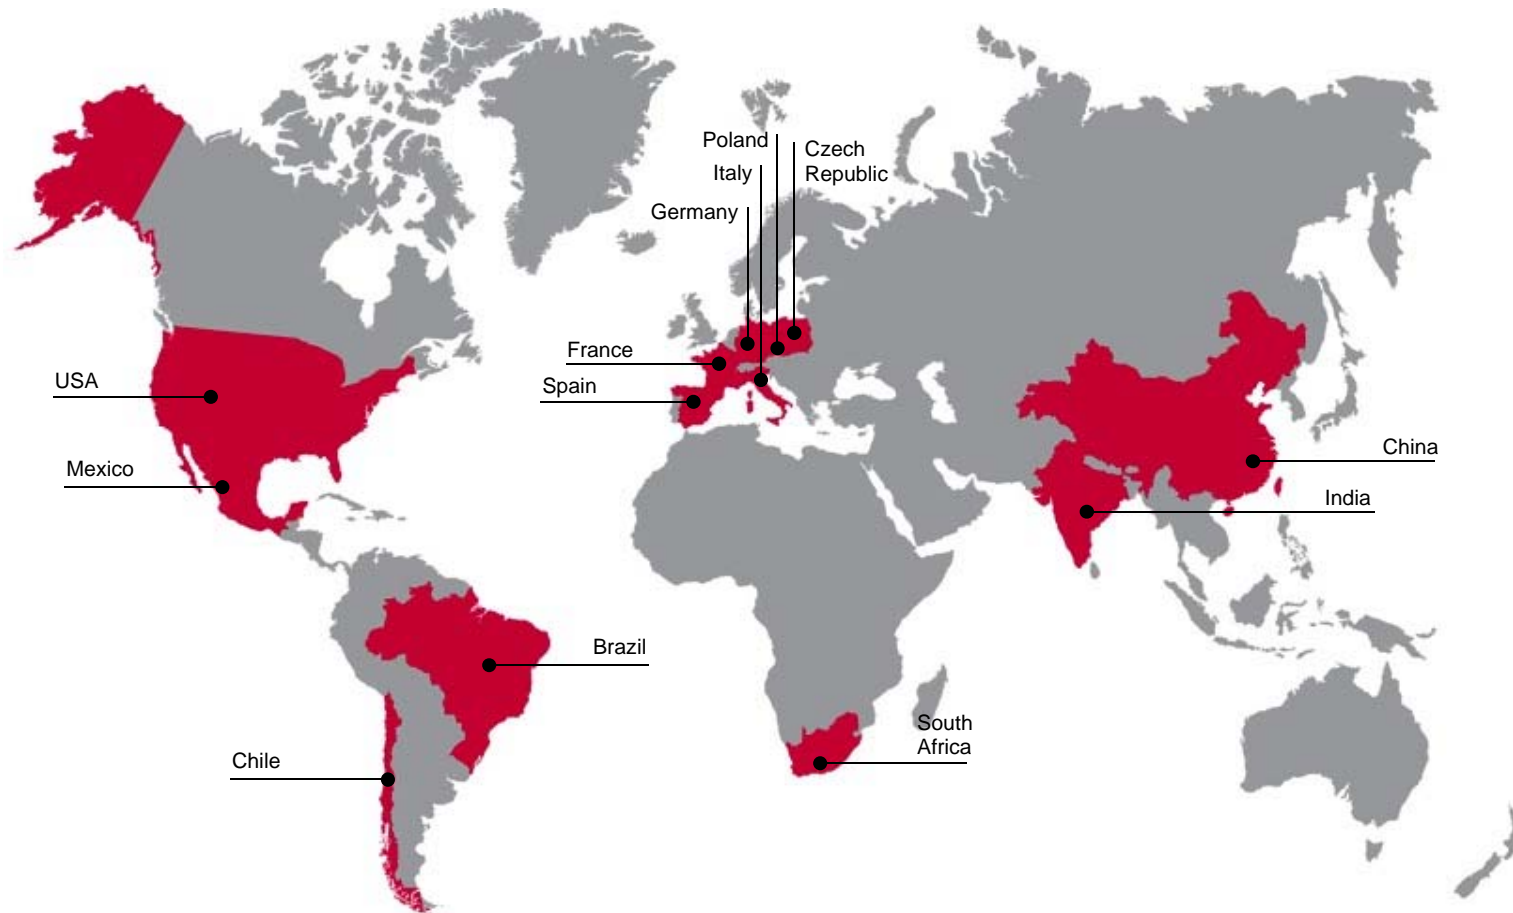 Poland
Czech
Republic
Italy
Germany
France
Spain
USA
Mexico
China
India
Brazil
South
Africa
Chile